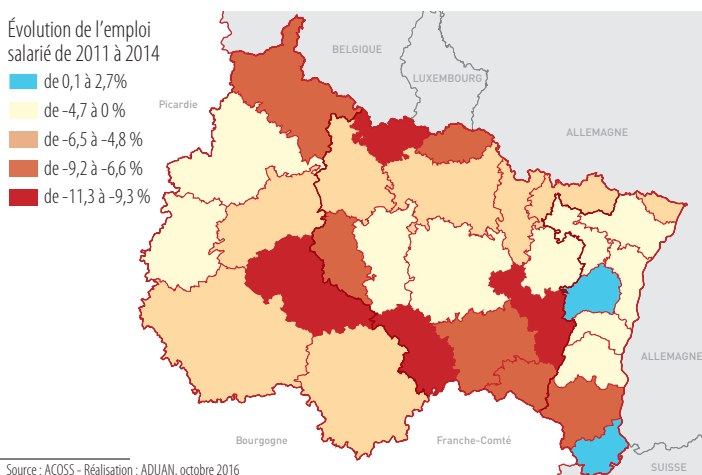 Évolution de l'emploi
salarié de 2011 à 2014
de 0,1 à 2,7%
de -4,7 à 0 %
de -6,5 à -4,8 %
de -9,2 à -6,6 %
de -11,3 à -9,3 %
BELGIQUE
LUXEMBOURG
Picardie
ALLEMAGNE
ALLEMAGNE
Bourgogne
Franche-Comté
SUISSE
Source : ACOSS - Réalisation : ADUAN, octobre 2016